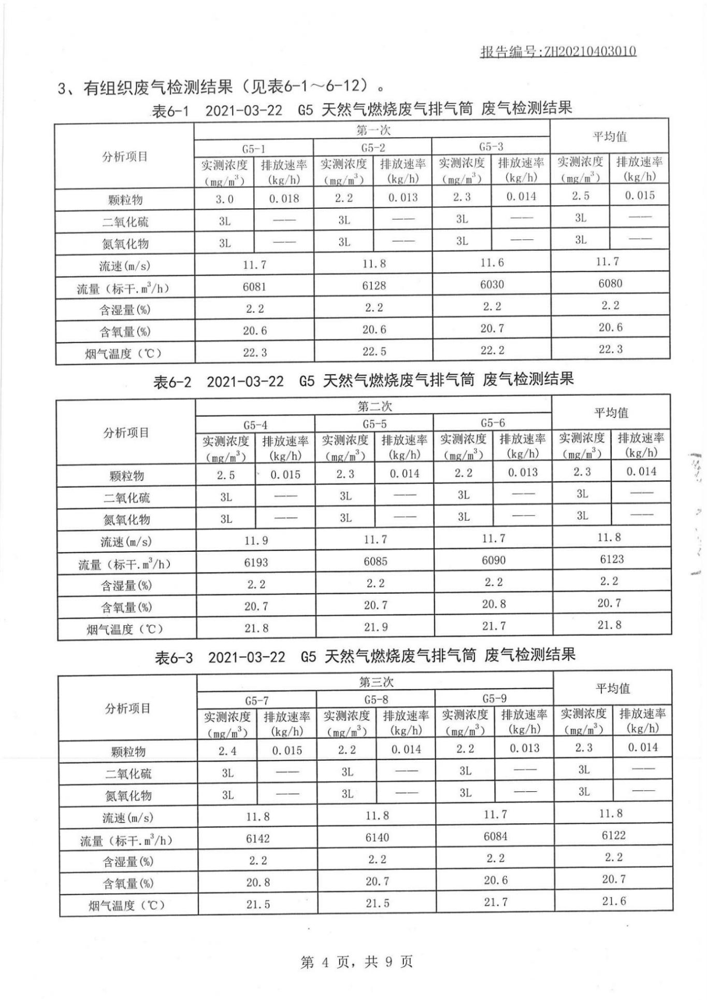 报告编号:ZH20210403010
3、有组织废气检测结果（见表6-1～6-12）。
表6-1 2021-03-22 G5 天然气燃烧废气排气筒 废气检测结果
分析项目 第一次 平均值
G5-1 G5-2 G5-3
实测浓度(mg/m³) 排放速率(kg/h) 实测浓度(mg/m³) 排放速率(kg/h) 实测浓度(mg/m³) 排放速率(kg/h) 实测浓度(mg/m³) 排放速率(kg/h)
颗粒物 3.0 0.018 2.2 0.013 2.3 0.014 2.5 0.015
二氧化硫 3L —— 3L —— 3L —— 3L ——
氮氧化物 3L —— 3L —— 3L —— 3L ——
流速(m/s) 11.7 11.8 11.6 11.7
流量（标干.m³/h） 6081 6128 6030 6080
含湿量(%) 2.2 2.2 2.2 2.2
含氧量(%) 20.6 20.6 20.7 20.6
烟气温度（℃） 22.3 22.5 22.2 22.3
表6-2 2021-03-22 G5 天然气燃烧废气排气筒 废气检测结果
分析项目 第二次 平均值
G5-4 G5-5 G5-6
实测浓度(mg/m³) 排放速率(kg/h) 实测浓度(mg/m³) 排放速率(kg/h) 实测浓度(mg/m³) 排放速率(kg/h) 实测浓度(mg/m³) 排放速率(kg/h)
颗粒物 2.5 0.015 2.3 0.014 2.2 0.013 2.3 0.014
二氧化硫 3L —— 3L —— 3L —— 3L ——
氮氧化物 3L —— 3L —— 3L —— 3L ——
流速(m/s) 11.9 11.7 11.7 11.8
流量（标干.m³/h） 6193 6085 6090 6123
含湿量(%) 2.2 2.2 2.2 2.2
含氧量(%) 20.7 20.7 20.8 20.7
烟气温度（℃） 21.8 21.9 21.7 21.8
表6-3 2021-03-22 G5 天然气燃烧废气排气筒 废气检测结果
分析项目 第三次 平均值
G5-7 G5-8 G5-9
实测浓度(mg/m³) 排放速率(kg/h) 实测浓度(mg/m³) 排放速率(kg/h) 实测浓度(mg/m³) 排放速率(kg/h) 实测浓度(mg/m³) 排放速率(kg/h)
颗粒物 2.4 0.015 2.2 0.014 2.2 0.013 2.3 0.014
二氧化硫 3L —— 3L —— 3L —— 3L ——
氮氧化物 3L —— 3L —— 3L —— 3L ——
流速(m/s) 11.8 11.8 11.7 11.8
流量（标干.m³/h） 6142 6140 6084 6122
含湿量(%) 2.2 2.2 2.2 2.2
含氧量(%) 20.8 20.7 20.6 20.7
烟气温度（℃） 21.5 21.5 21.7 21.6
第 4 页，共 9 页